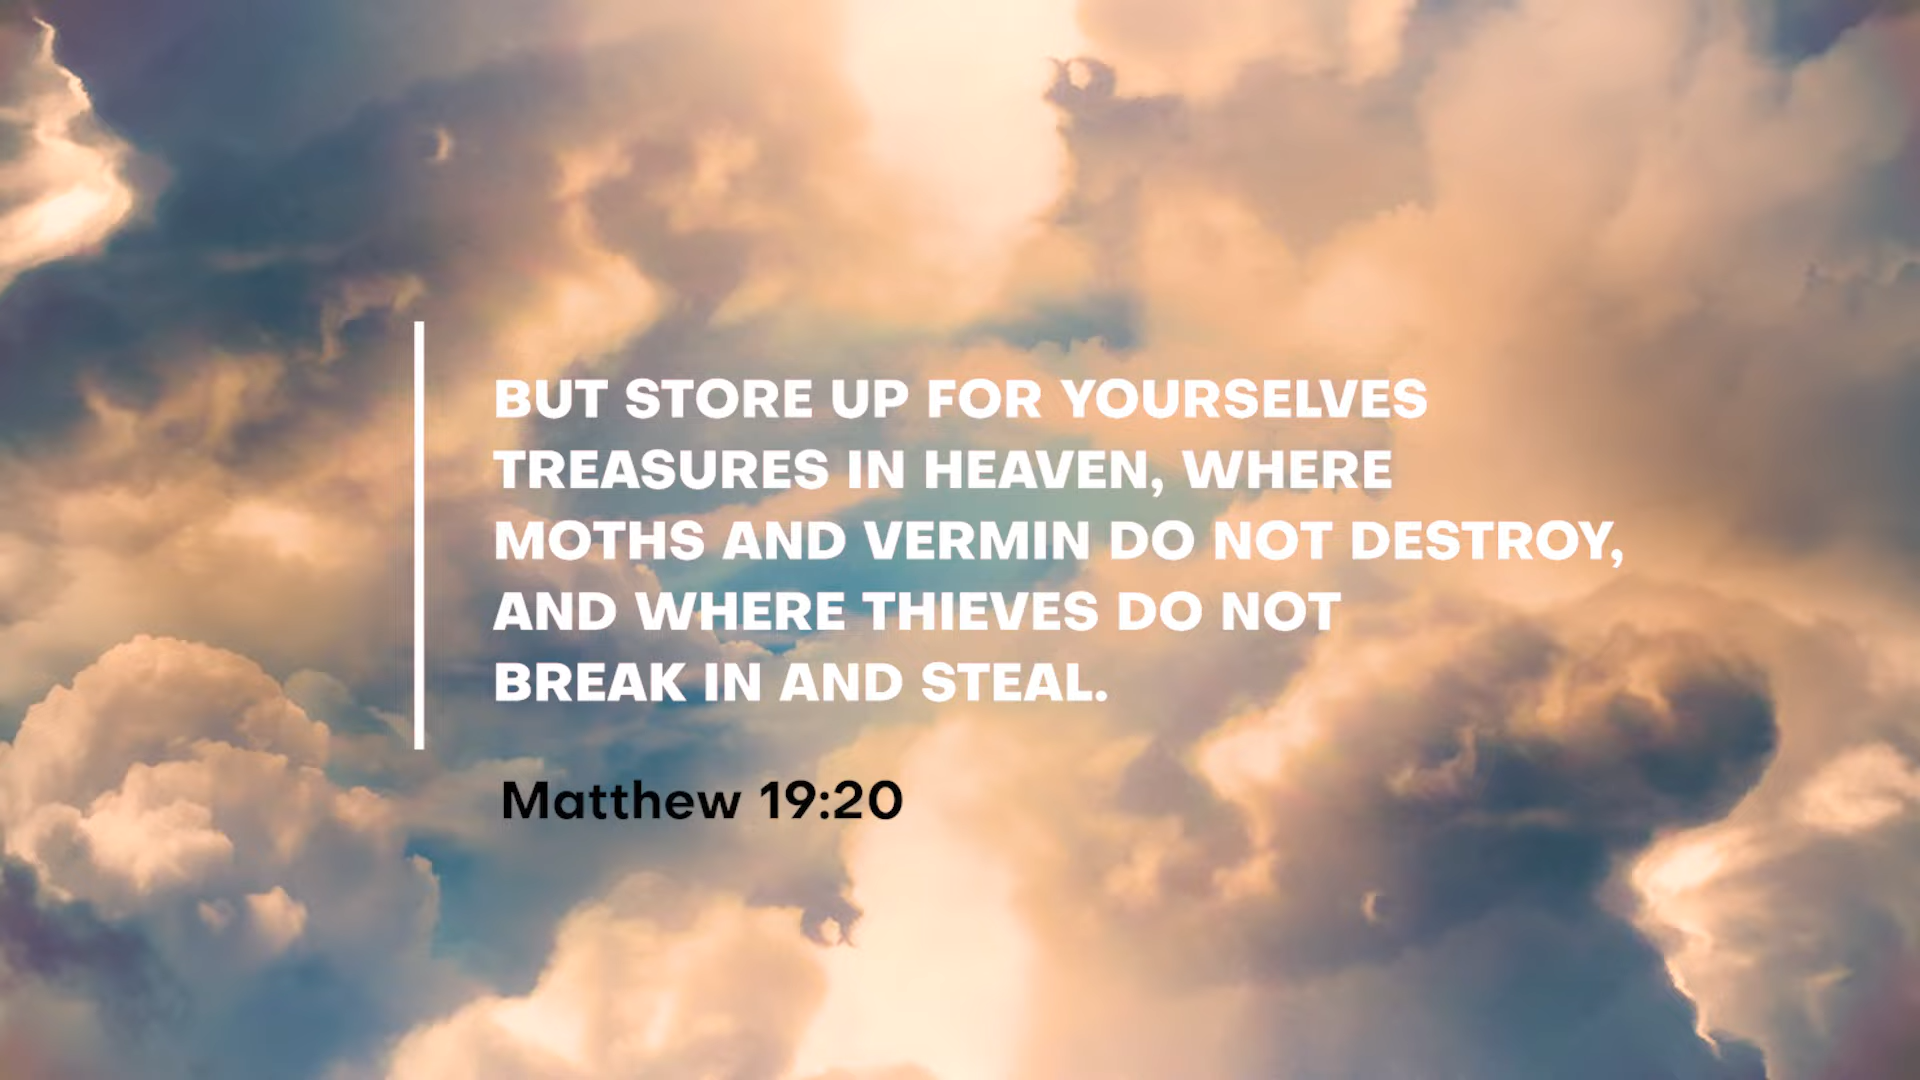 BUT STORE UP FOR YOURSELVES
TREASURES IN HEAVEN, WHERE
MOTHS AND VERMIN DO NOT DESTROY,
AND WHERE THIEVES DO NOT
BREAK IN AND STEAL.
Matthew 19:20